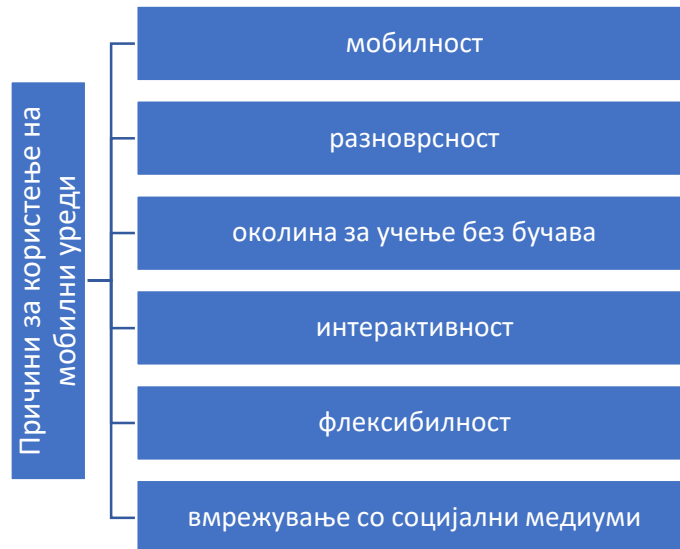 Причини за користење на
мобилни уреди
мобилност
разноврсност
околина за учење без бучава
интерактивност
флексибилност
вмрежување со социјални медиуми